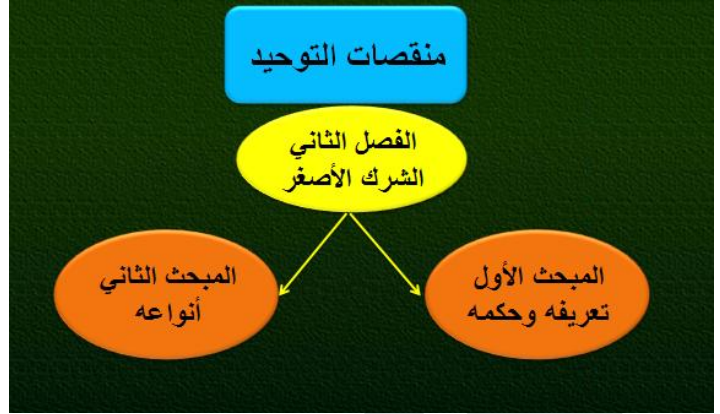 منقصات التوحيد
الفصل الثاني
الشرك الأصغر
المبحث الأول
تعريفه وحكمه
المبحث الثاني
أنواعه